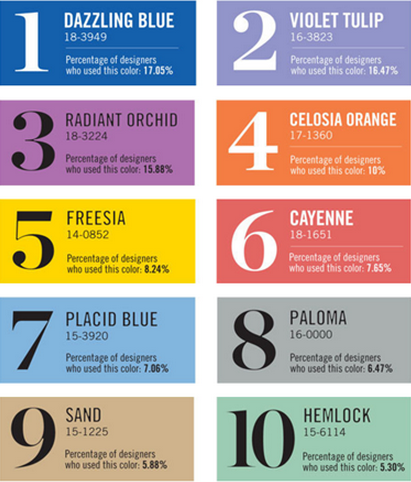 1
DAZZLING BLUE
18-3949
Percentage of designers
who used this color: 17.05%
2
VIOLET TULIP
16-3823
Percentage of designers
who used this color: 16.47%
3
RADIANT ORCHID
18-3224
Percentage of designers
who used this color: 15.88%
4
CELOSIA ORANGE
17-1360
Percentage of designers
who used this color: 10%
5
FREESIA
14-0852
Percentage of designers
who used this color: 8.24%
6
CAYENNE
18-1651
Percentage of designers
who used this color: 7.65%
7
PLACID BLUE
15-3920
Percentage of designers
who used this color: 7.06%
8
PALOMA
16-0000
Percentage of designers
who used this color: 6.47%
9
SAND
15-1225
Percentage of designers
who used this color: 5.88%
10
HEMLOCK
15-6114
Percentage of designers
who used this color: 5.30%